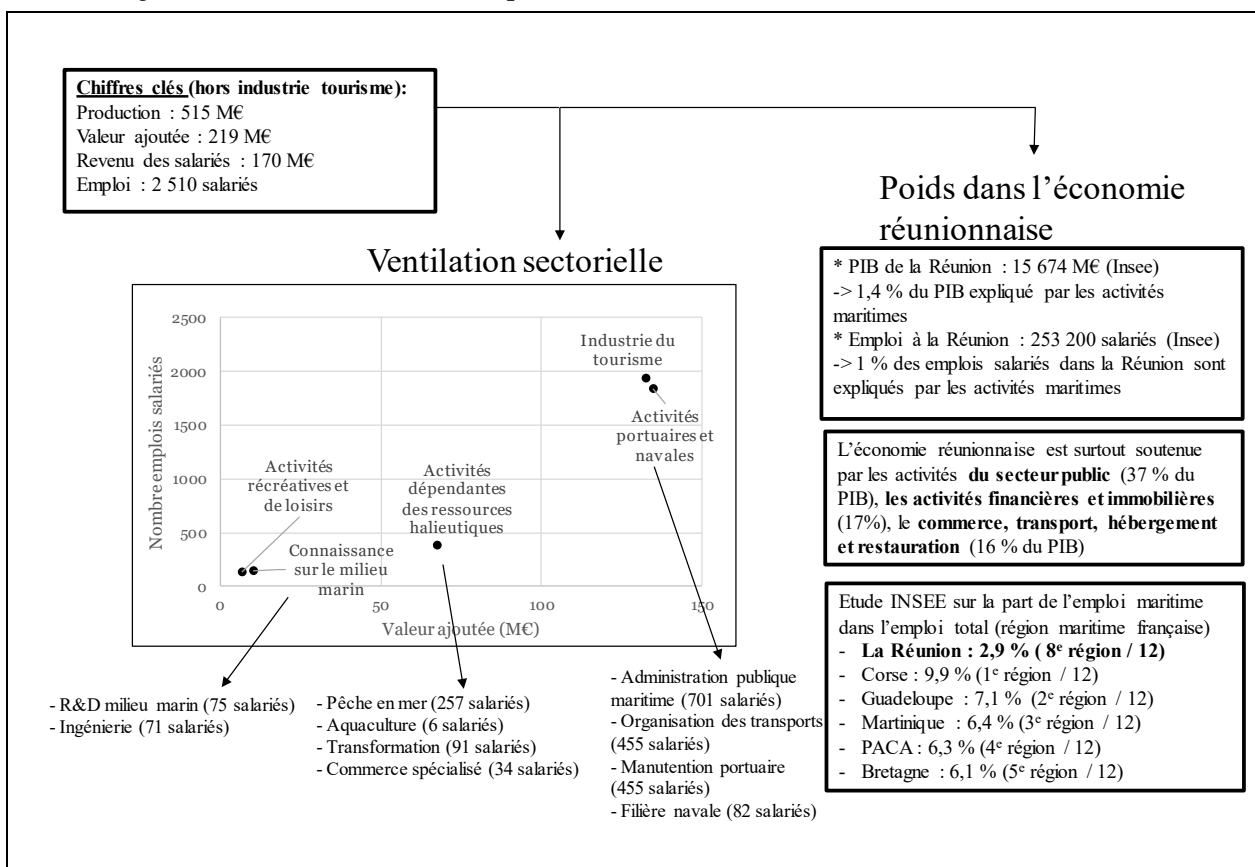 Chiffres clés (hors industrie tourisme):
Production : 515 M€
Valeur ajoutée : 219 M€
Revenu des salariés : 170 M€
Emploi : 2 510 salariés
Poids dans l’économie
réunionnaise
Ventilation sectorielle
2500
2000
1500
1000
500
0
Nombre emplois salariés
Industrie du
tourisme
Activités
portuaires et
navales
Activités
récréatives et
de loisirs
Activités
dépendantes
des ressources
halieutiques
Connaissance
sur le milieu
marin
0
50
100
150
Valeur ajoutée (M€)
- R&D milieu marin (75 salariés)
- Ingénierie (71 salariés)
- Pêche en mer (257 salariés)
- Aquaculture (6 salariés)
- Transformation (91 salariés)
- Commerce spécialisé (34 salariés)
- Administration publique
maritime (701 salariés)
- Organisation des transports
(455 salariés)
- Manutention portuaire
(455 salariés)
- Filière navale (82 salariés)
* PIB de la Réunion : 15 674 M€ (Insee)
-> 1,4 % du PIB expliqué par les activités
maritimes
* Emploi à la Réunion : 253 200 salariés (Insee)
-> 1 % des emplois salariés dans la Réunion sont
expliqués par les activités maritimes
L’économie réunionnaise est surtout soutenue
par les activités du secteur public (37 % du
PIB), les activités financières et immobilières
(17%), le commerce, transport, hébergement
et restauration (16 % du PIB)
Etude INSEE sur la part de l’emploi maritime
dans l’emploi total (région maritime française)
- La Réunion : 2,9 % ( 8e région / 12)
- Corse : 9,9 % (1e région / 12)
- Guadeloupe : 7,1 % (2e région / 12)
- Martinique : 6,4 % (3e région / 12)
- PACA : 6,3 % (4e région / 12)
- Bretagne : 6,1 % (5e région / 12)